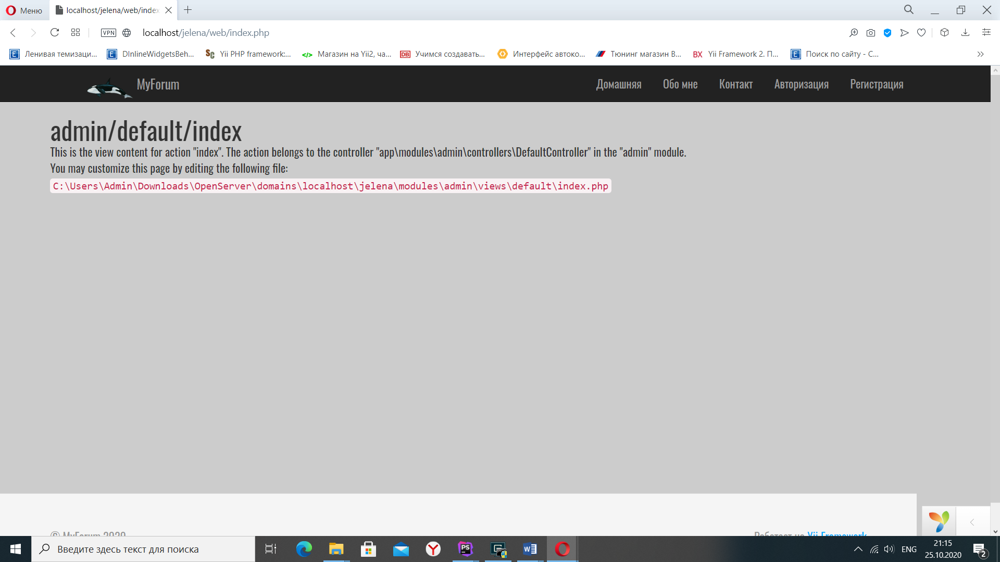 Меню
localhost/jelena/web/index
VPN
localhost/jelena/web/index.php
Ленивая темизаци...
DInlineWidgetsBeh...
Yii PHP framework:...
Магазин на Yii2, ча...
DB Учимся создавать...
Интерфейс автоко...
Тюнинг магазин B...
BX Yii Framework 2. П...
Поиск по сайту - С...
MyForum
Домашняя
Обо мне
Контакт
Авторизация
Регистрация
admin/default/index
This is the view content for action "index". The action belongs to the controller "app\modules\admin\controllers\DefaultController" in the "admin" module.
You may customize this page by editing the following file:
C:\Users\Admin\Downloads\OpenServer\domains\localhost\jelena\modules\admin\views\default\index.php
© MyForum 2020
Работает на Yii Framework
Введите здесь текст для поиска
ENG
21:15
25.10.2020
2